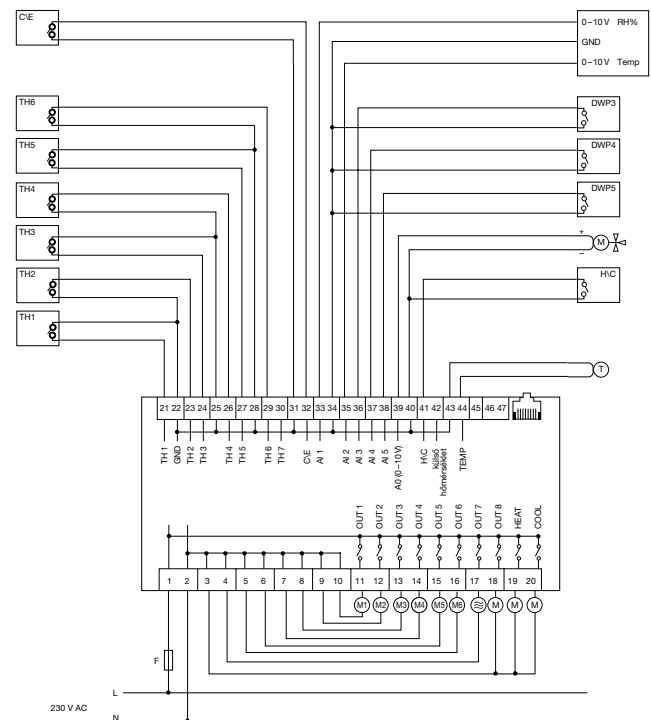 C\E
0–10 V RH%
GND
0–10 V Temp
TH6
DWP3
TH5
DWP4
TH4
DWP5
TH3
+
M
–
TH2
H\C
TH1
T
21 22 23 24 25 26 27 28 29 30 31 32 33 34 35 36 37 38 39 40 41 42 43 44 45 46 47
TH 1
GND
TH 2
TH 3
TH 4
TH 5
TH 6
TH 7
C\E
AI 1
AI 2
AI 3
AI 4
AI 5
A0 (0–10V)
H\C
külső
hőmérséklet
TEMP
OUT 1
OUT 2
OUT 3
OUT 4
OUT 5
OUT 6
OUT 7
OUT 8
HEAT
COOL
1 2 3 4 5 6 7 8 9 10 11 12 13 14 15 16 17 18 19 20
M1 M2 M3 M4 M5 M6 M M M
F
L
230 V AC
N